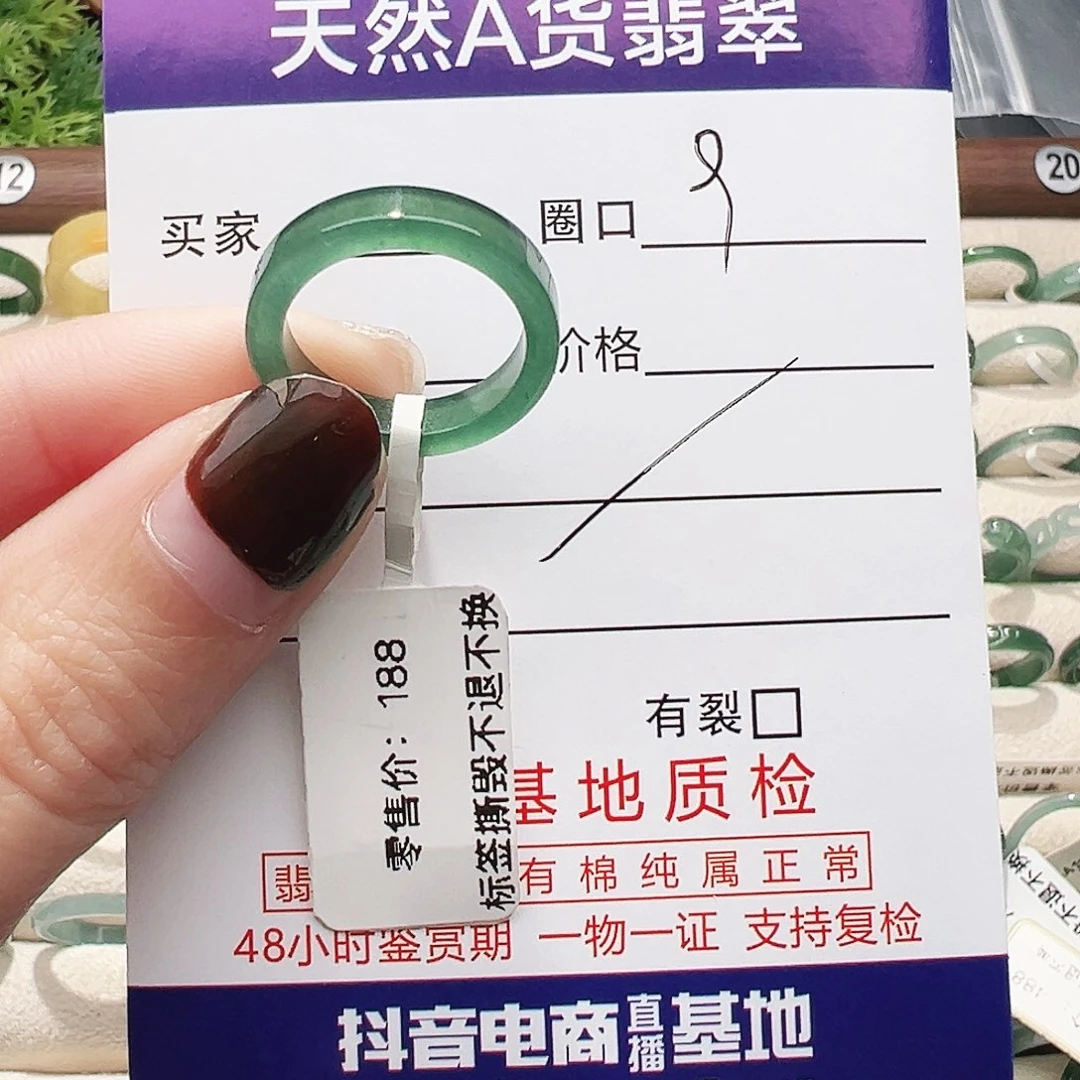 天然A货翡翠
12
20
买家
圈口
价格
零售价：188
标签撕毁不退不换
有裂□
基地质检
翡 有棉纯属正常
48小时鉴赏期 一物一证 支持复检
抖音电商直播基地